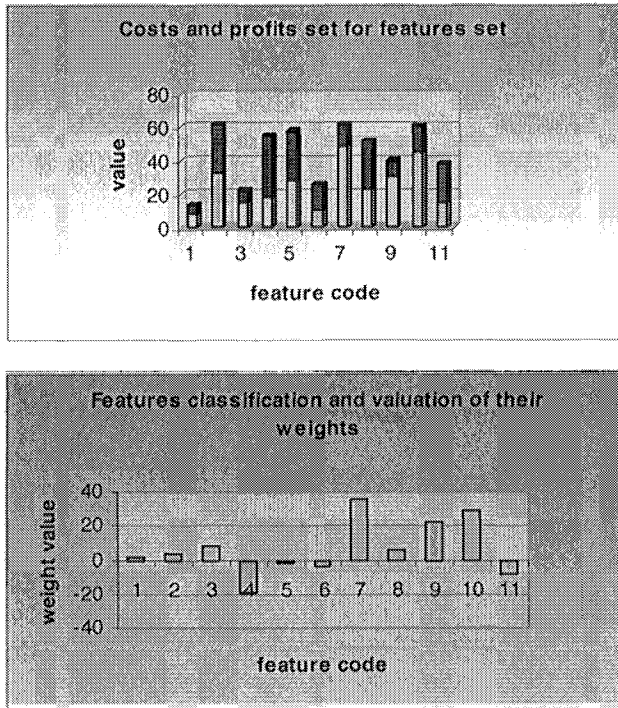 Costs and profits set for features set
80
60
40
20
0
value
1 3 5 7 9 11
feature code
Features classification and valuation of their
weights
40
20
0
-20
-40
weight value
1 2 3 4 5 6 7 8 9 10 11
feature code